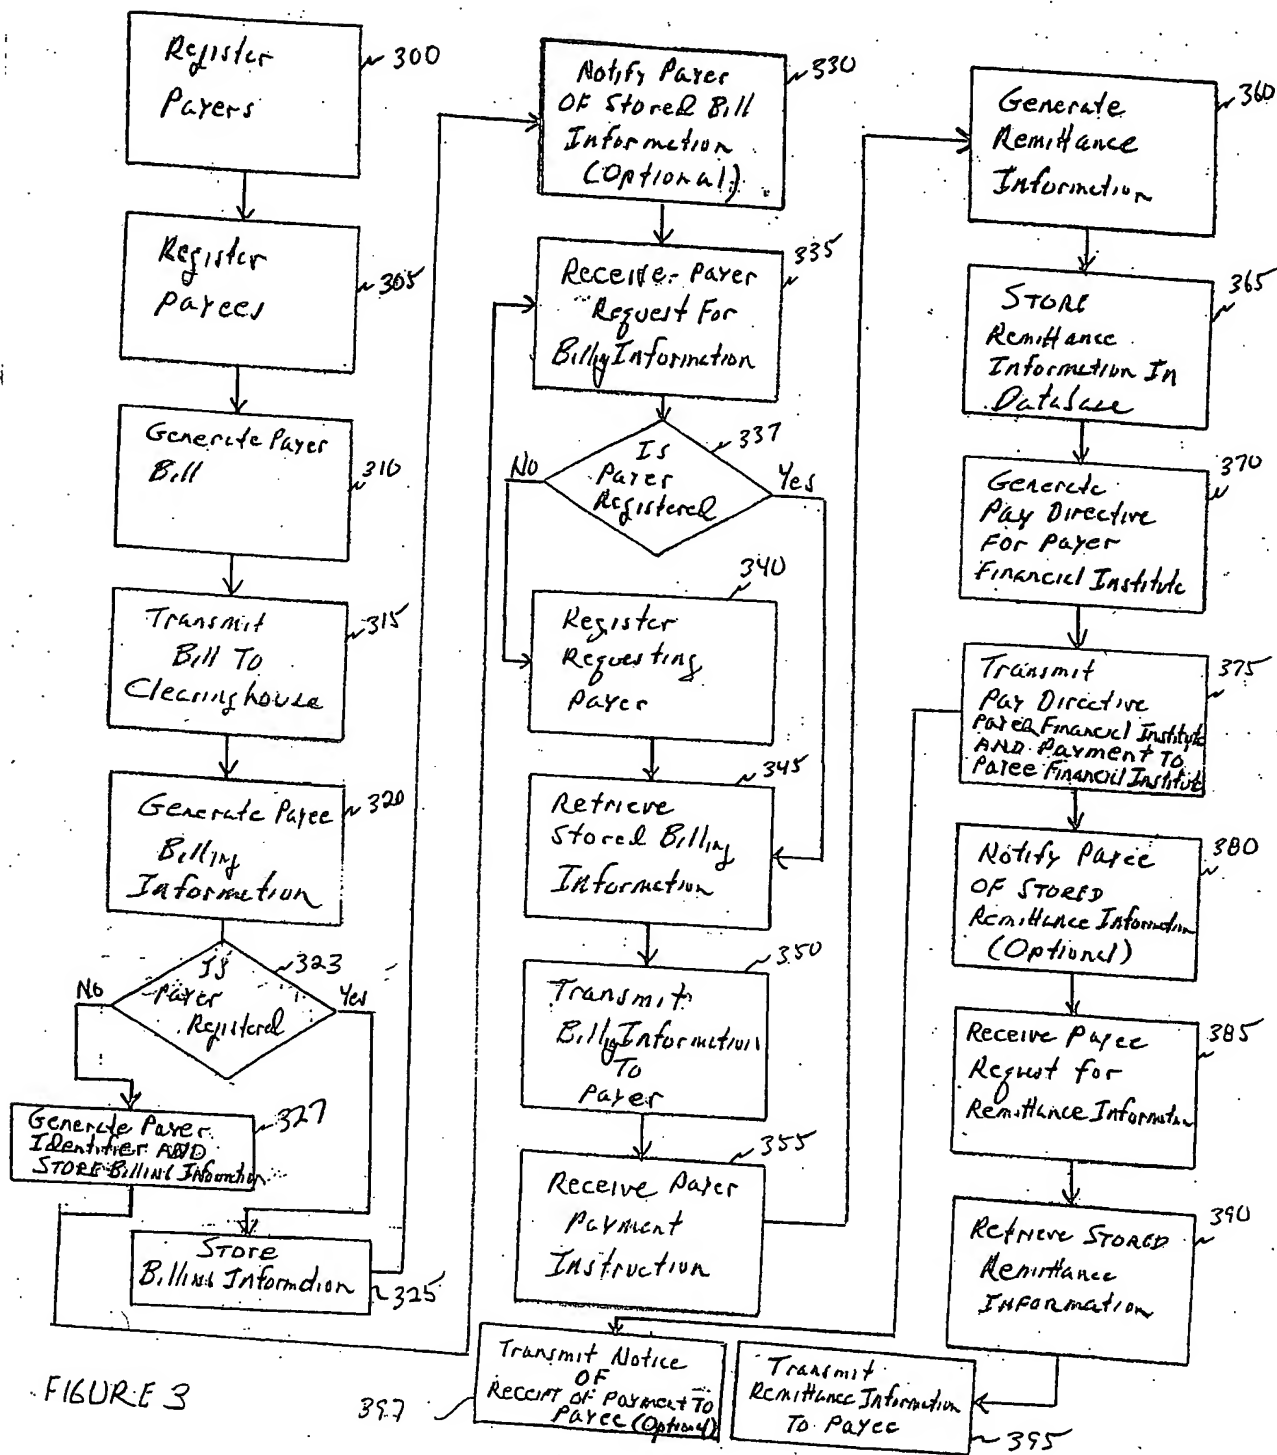 Register
Payers
300
Register
Payees
305
Generate Payer
Bill
310
Transmit
Bill To
Clearinghouse
315
Generate Payee
Billing
Information
320
Is
Payer
Registered
323
No
Yes
Generate Payer
Identifier AND
STORE Billing Information
327
Store
Billing Information
325
Notify Payer
OF Stored Bill
Information
(Optional)
330
Receive Payer
Request For
Billing Information
335
Is
Payer
Registered
337
No
Yes
Register
Requesting
Payer
340
Retrieve
Stored Billing
Information
345
Transmit
Billing Information
To
Payer
350
Receive Payer
Payment
Instruction
355
Generate
Remittance
Information
360
STORE
Remittance
Information In
Database
365
Generate
Pay Directive
For Payer
Financial Institute
370
Transmit
Pay Directive
Payer Financial Institute
AND Payment To
Payee Financial Institute
375
Notify Payee
OF STORED
Remittance Information
(Optional)
380
Receive Payee
Request for
Remittance Information
385
Retrieve STORED
Remittance
INFORMATION
390
Transmit
Remittance Information
To Payee
395
Transmit Notice
OF
Receipt OF Payment To
Payee (Optional)
397
FIGURE 3